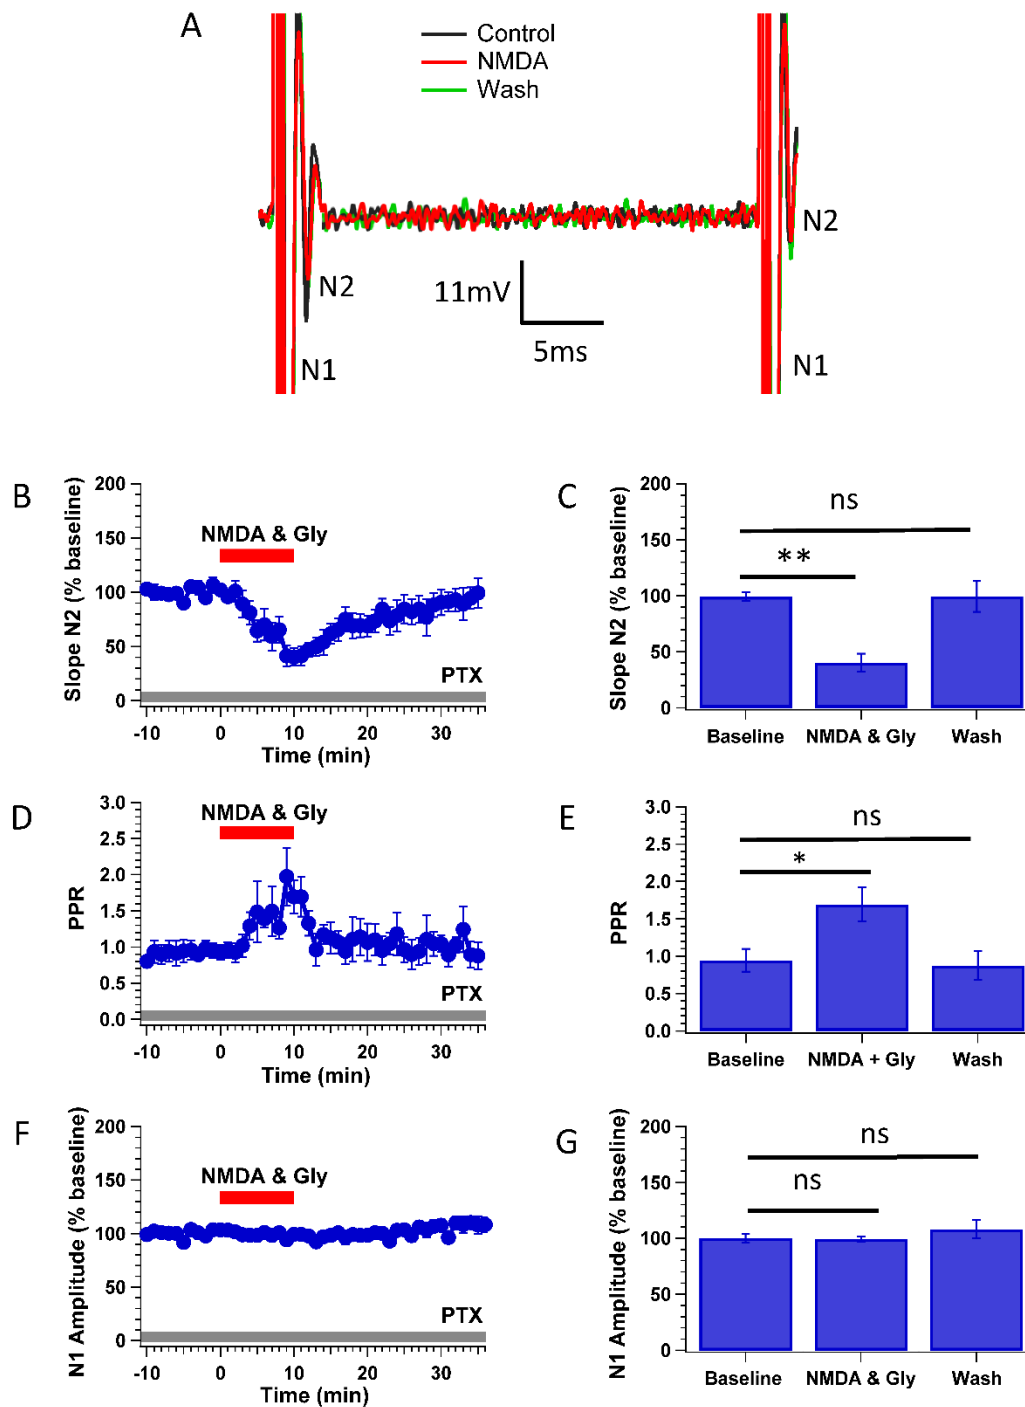 A
Control
NMDA
Wash
N2
N2
11mV
5ms
N1
N1
B
200
150
100
50
0
Slope N2 (% baseline)
NMDA & Gly
PTX
-10
0
10
20
30
Time (min)
C
200
150
100
50
0
Slope N2 (% baseline)
ns
**
Baseline
NMDA & Gly
Wash
D
3.0
2.5
2.0
1.5
1.0
0.5
0.0
PPR
NMDA & Gly
PTX
-10
0
10
20
30
Time (min)
E
3.0
2.5
2.0
1.5
1.0
0.5
0.0
PPR
ns
*
Baseline
NMDA + Gly
Wash
F
200
150
100
50
0
N1 Amplitude (% baseline)
NMDA & Gly
PTX
-10
0
10
20
30
Time (min)
G
200
150
100
50
0
N1 Amplitude (% baseline)
ns
ns
Baseline
NMDA & Gly
Wash